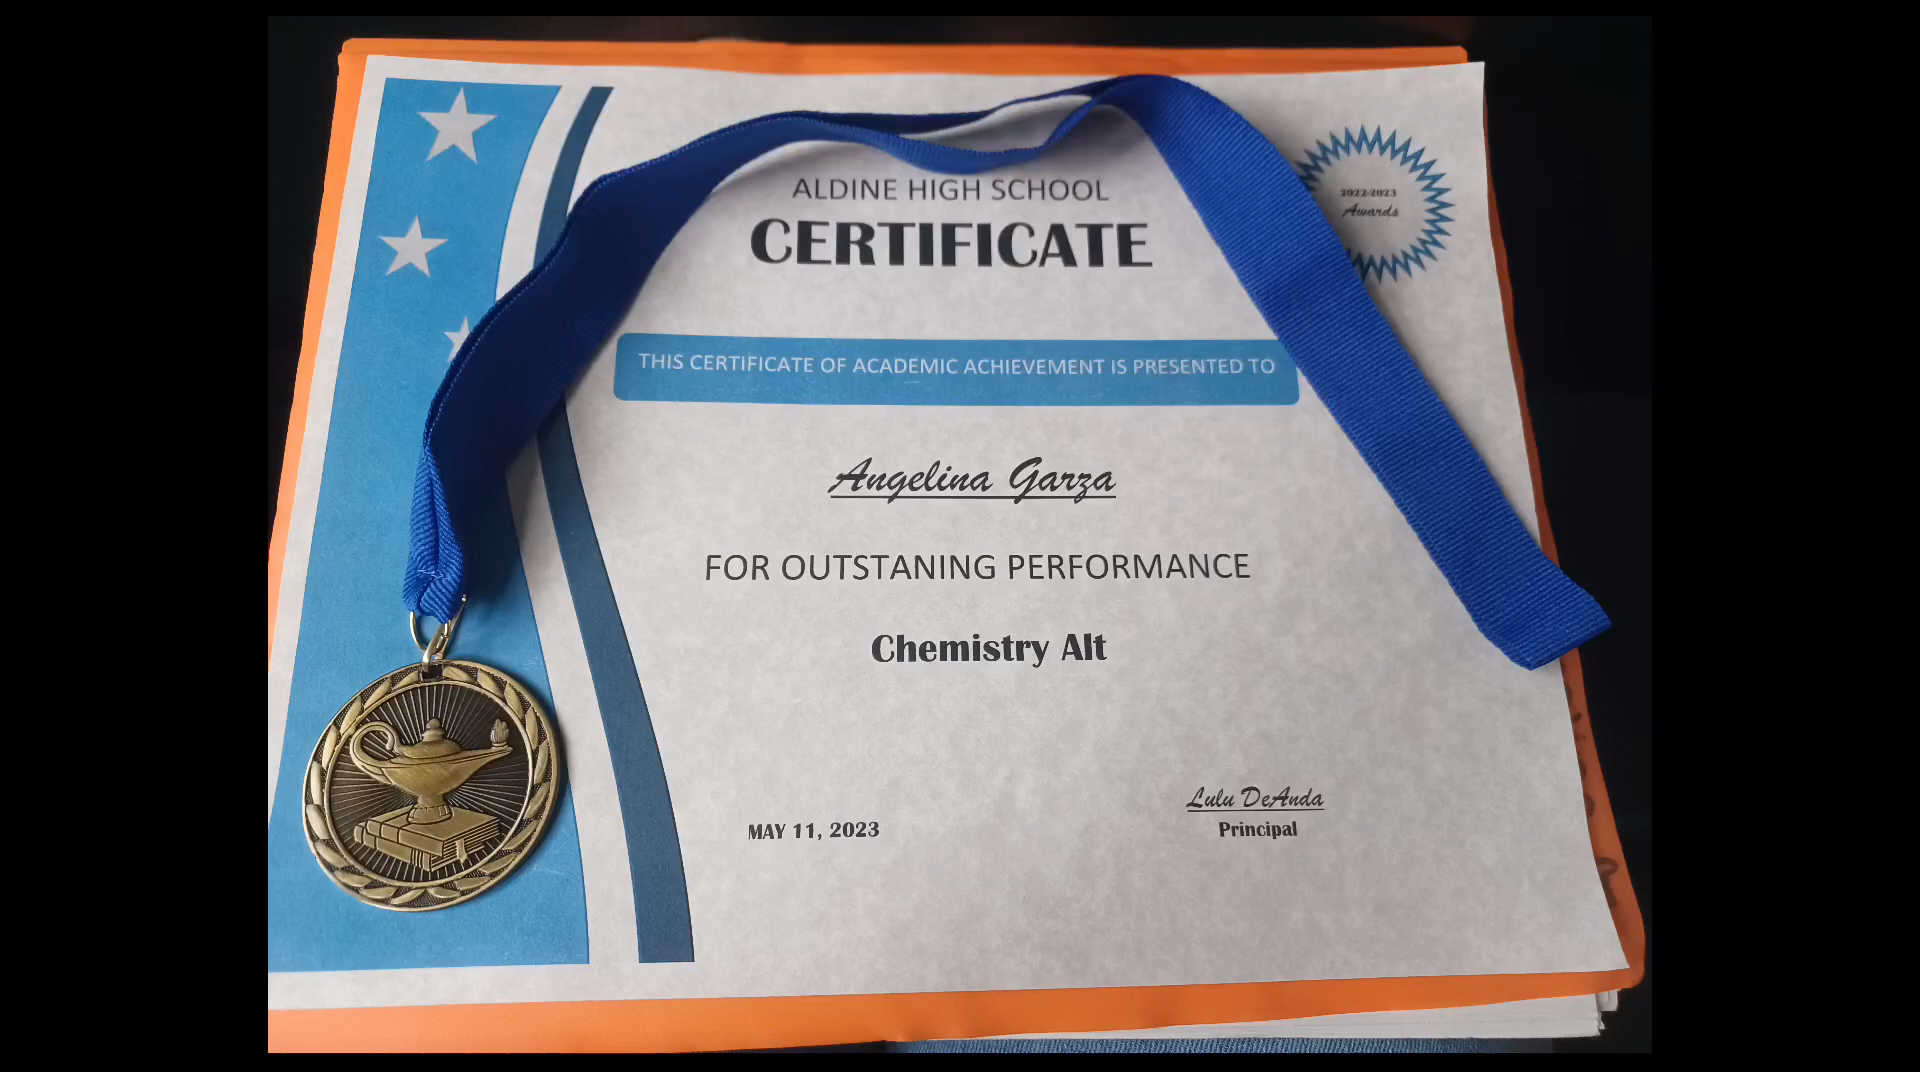 ALDINE HIGH SCHOOL
CERTIFICATE
2022-2023
Awards
THIS CERTIFICATE OF ACADEMIC ACHIEVEMENT IS PRESENTED TO
Angelina Garza
FOR OUTSTANING PERFORMANCE
Chemistry Alt
MAY 11, 2023
Lulu DeAnda
Principal